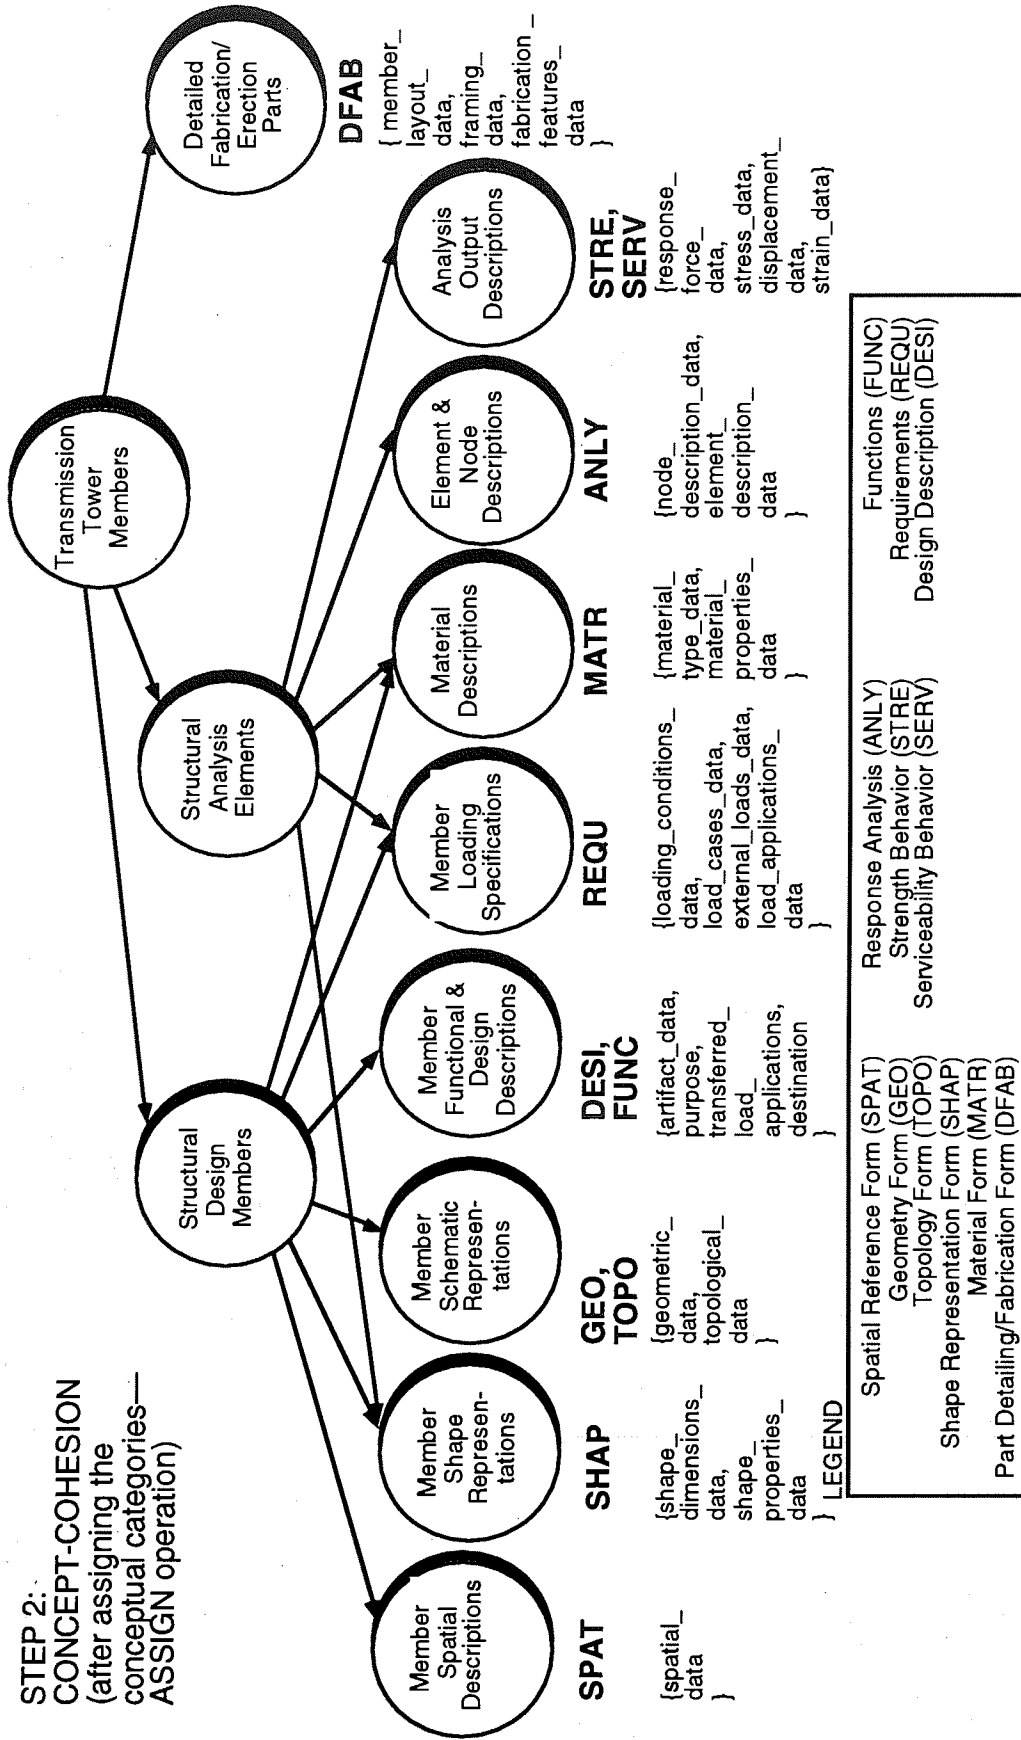 STEP 2:
CONCEPT-COHESION
(after assigning the
conceptual categories—
ASSIGN operation)
Transmission
Tower
Members
Structural
Design
Members
Structural
Analysis
Elements
Detailed
Fabrication/
Erection
Parts
DFAB
{ member_
layout_
data,
framing_
data,
fabrication_
features_
data
}
Member
Spatial
Descriptions
SPAT
{spatial_
data
}
Member
Shape
Represen-
tations
SHAP
{shape_
dimensions_
data,
shape_
properties_
data
}
Member
Schematic
Represen-
tations
GEO,
TOPO
{geometric_
data,
topological_
data
}
Member
Functional &
Design
Descriptions
DESI,
FUNC
{artifact_data,
purpose,
transferred_
load_
applications,
destination
}
Member
Loading
Specifications
REQU
{loading_conditions_
data,
load_cases_data,
external_loads_data,
load_applications_
data
}
Material
Descriptions
MATR
{material_
type_data,
material_
properties_
data
}
Element &
Node
Descriptions
ANLY
{node_
description_data,
element_
description_
data
}
Analysis
Output
Descriptions
STRE,
SERV
{response_
force_
data,
stress_data,
displacement_
data,
strain_data}
LEGEND
Spatial Reference Form (SPAT)
Geometry Form (GEO)
Topology Form (TOPO)
Shape Representation Form (SHAP)
Material Form (MATR)
Part Detailing/Fabrication Form (DFAB)
Response Analysis (ANLY)
Strength Behavior (STRE)
Serviceability Behavior (SERV)
Functions (FUNC)
Requirements (REQU)
Design Description (DESI)